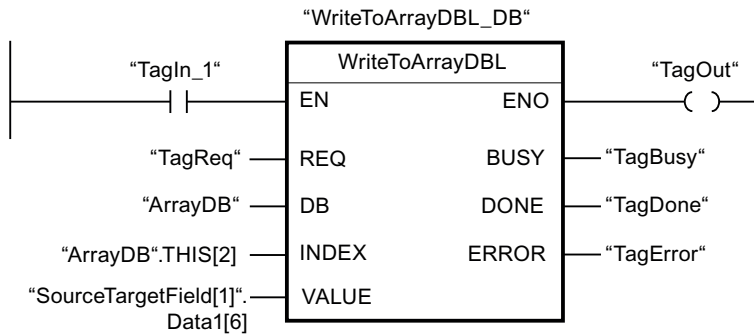 “WriteToArrayDBL_DB“
WriteToArrayDBL
“TagIn_1“
“TagOut“
EN
ENO
“TagReq“
REQ
BUSY
“TagBusy“
“ArrayDB“
DB
DONE
“TagDone“
“ArrayDB“.THIS[2]
INDEX
ERROR
“TagError“
“SourceTargetField[1]“.
Data1[6]
VALUE